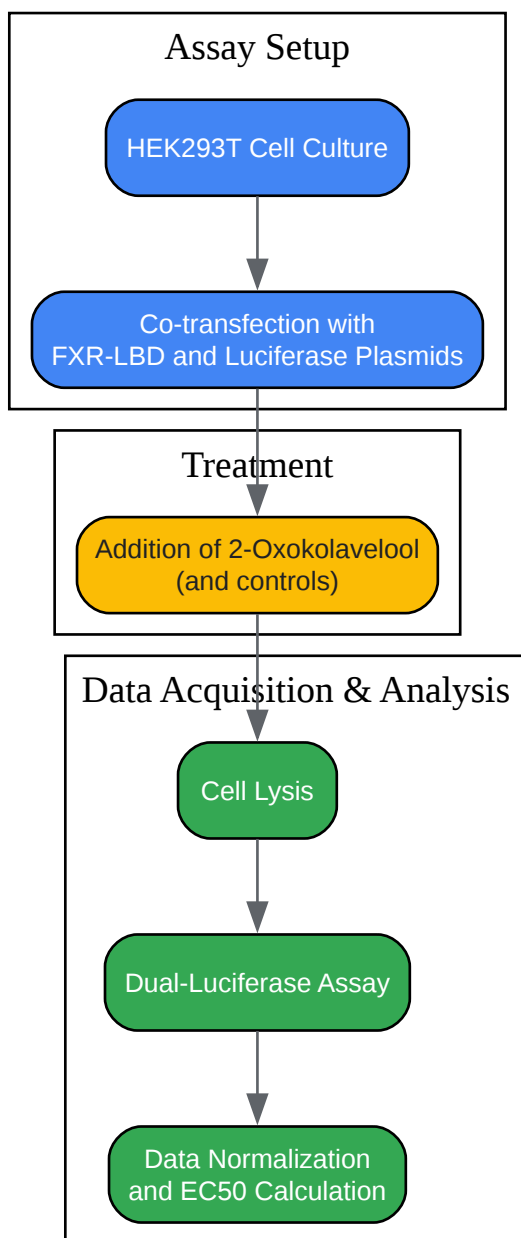 Assay Setup
HEK293T Cell Culture
Co-transfection with
FXR-LBD and Luciferase Plasmids
Treatment
Addition of 2-Oxokolavelool
(and controls)
Data Acquisition & Analysis
Cell Lysis
Dual-Luciferase Assay
Data Normalization
and EC50 Calculation